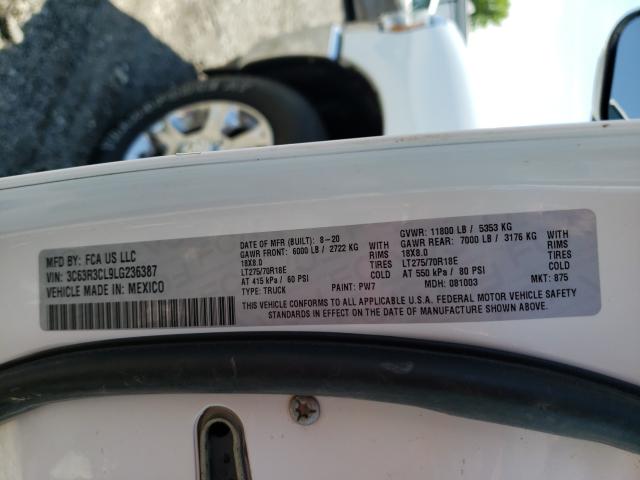 MFD BY: FCA US LLC
VIN: 3C63R3CL9LG236387
VEHICLE MADE IN: MEXICO
DATE OF MFR (BUILT): 8-20
GAWR FRONT: 6000 LB / 2722 KG
18X8.0 WITH RIMS
LT275/70R18E TIRES
AT 415 kPa / 60 PSI COLD
TYPE: TRUCK PAINT: PW7
GVWR: 11800 LB / 5353 KG
GAWR REAR: 7000 LB / 3176 KG
18X8.0 WITH RIMS
LT275/70R18E TIRES
AT 550 kPa / 80 PSI COLD
MDH 081003 MKT: 875
THIS VEHICLE CONFORMS TO ALL APPLICABLE U.S.A. FEDERAL MOTOR VEHICLE SAFETY
STANDARDS IN EFFECT ON THE DATE OF MANUFACTURE SHOWN ABOVE.